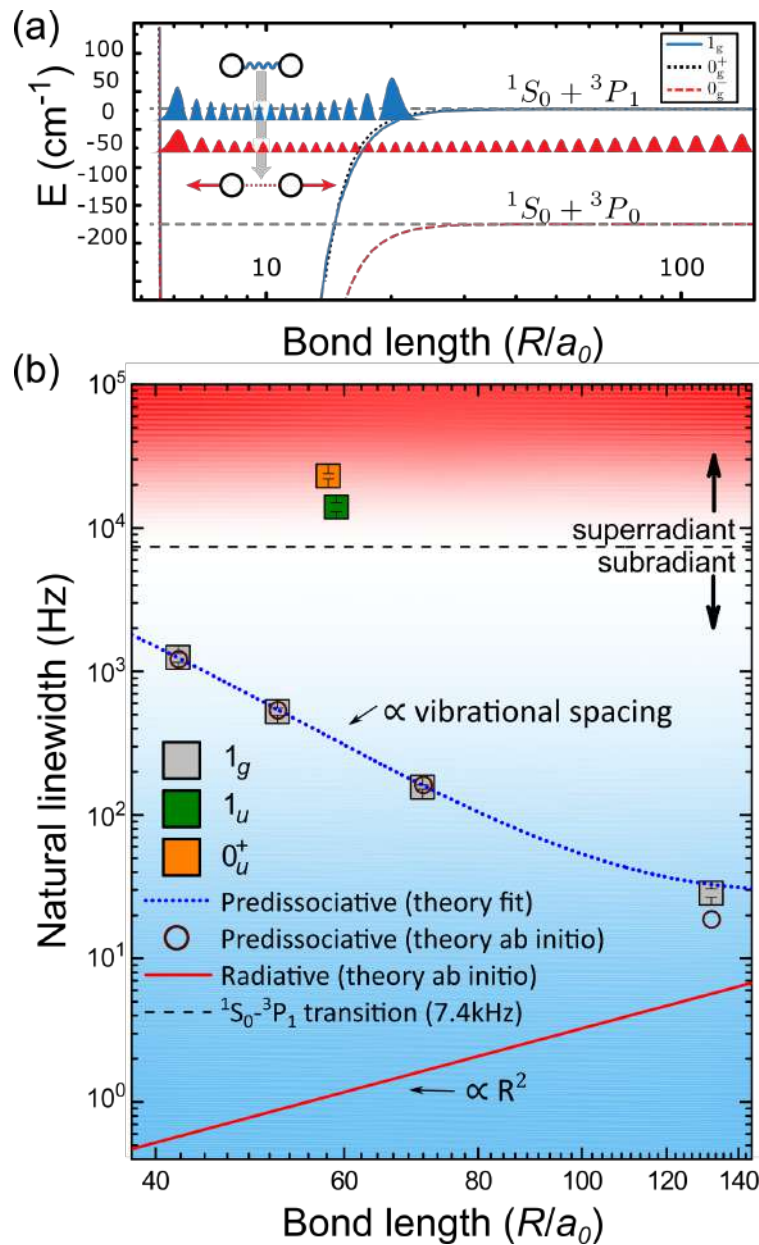 (a)
E (cm⁻¹)
100
50
0
-50
-100
-150
-200
1g
0g⁺
0g⁻
¹S₀ + ³P₁
¹S₀ + ³P₀
10
100
Bond length (R/a₀)
(b)
Natural linewidth (Hz)
10⁵
10⁴
10³
10²
10¹
10⁰
superradiant
subradiant
∝ vibrational spacing
1g
1u
0u⁺
Predissociative (theory fit)
Predissociative (theory ab initio)
Radiative (theory ab initio)
¹S₀-³P₁ transition (7.4kHz)
∝ R²
40
60
80
100
120
140
Bond length (R/a₀)